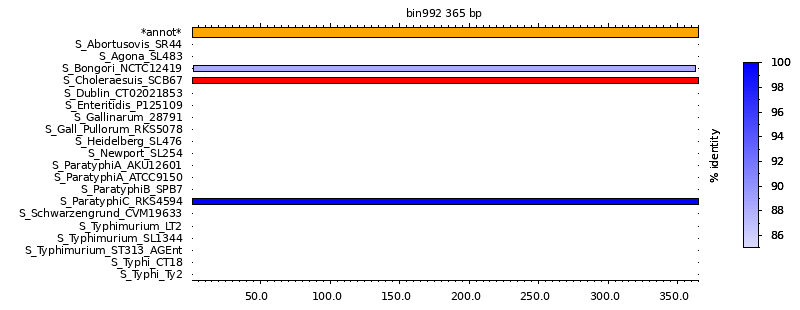 bin992 365 bp
*annot*
S_Abortusovis_SR44
S_Agona_SL483
S_Bongori_NCTC12419
S_Choleraesuis_SCB67
S_Dublin_CT02021853
S_Enteritidis_P125109
S_Gallinarum_28791
S_Gall_Pullorum_RKS5078
S_Heidelberg_SL476
S_Newport_SL254
S_ParatyphiA_AKU12601
S_ParatyphiA_ATCC9150
S_ParatyphiB_SPB7
S_ParatyphiC_RKS4594
S_Schwarzengrund_CVM19633
S_Typhimurium_LT2
S_Typhimurium_SL1344
S_Typhimurium_ST313_AGEnt
S_Typhi_CT18
S_Typhi_Ty2
50.0 100.0 150.0 200.0 250.0 300.0 350.0
% identity
100
98
96
94
92
90
88
86